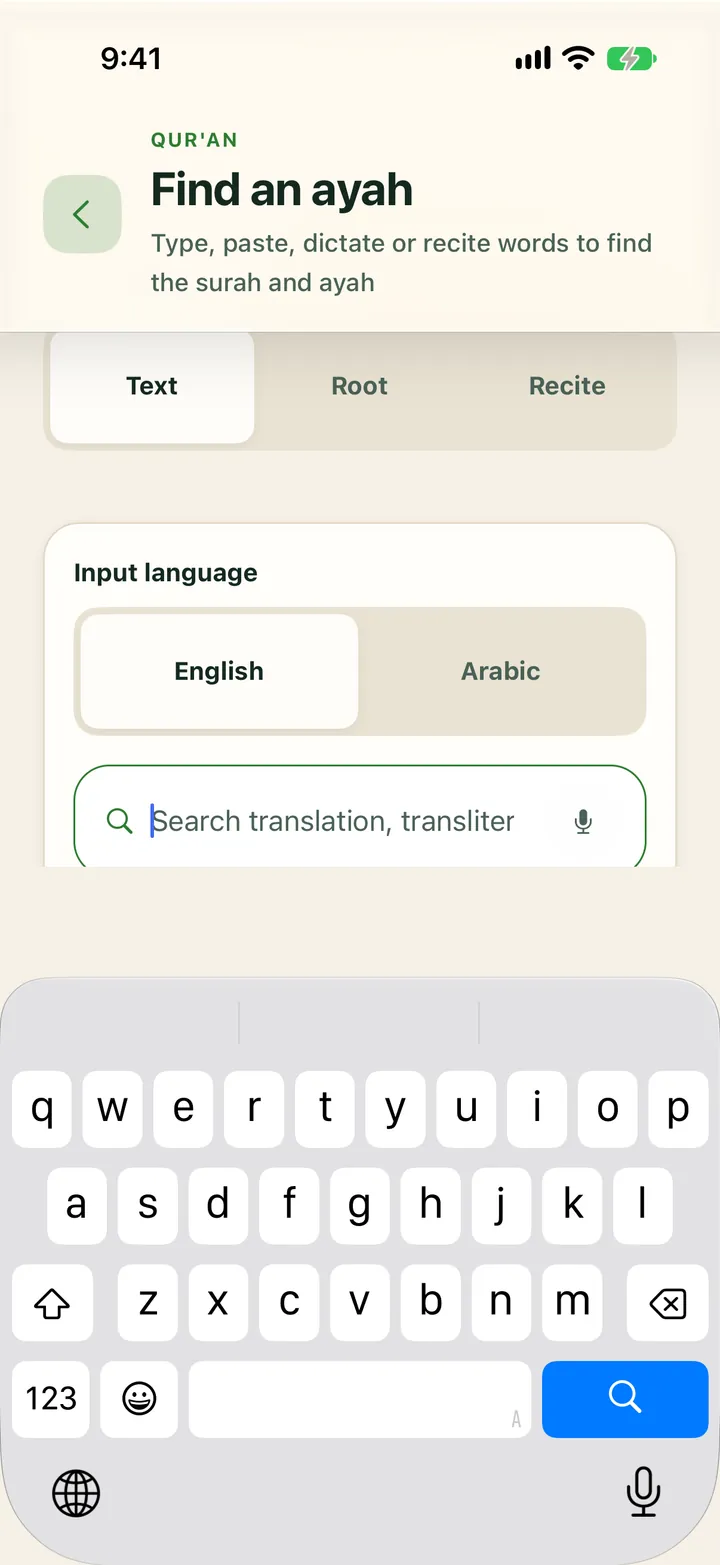 9:41
QUR'AN
Find an ayah
Type, paste, dictate or recite words to find
the surah and ayah
Text Root Recite
Input language
English Arabic
Search translation, transliter
q w e r t y u i o p
a s d f g h j k l
z x c v b n m
123
A